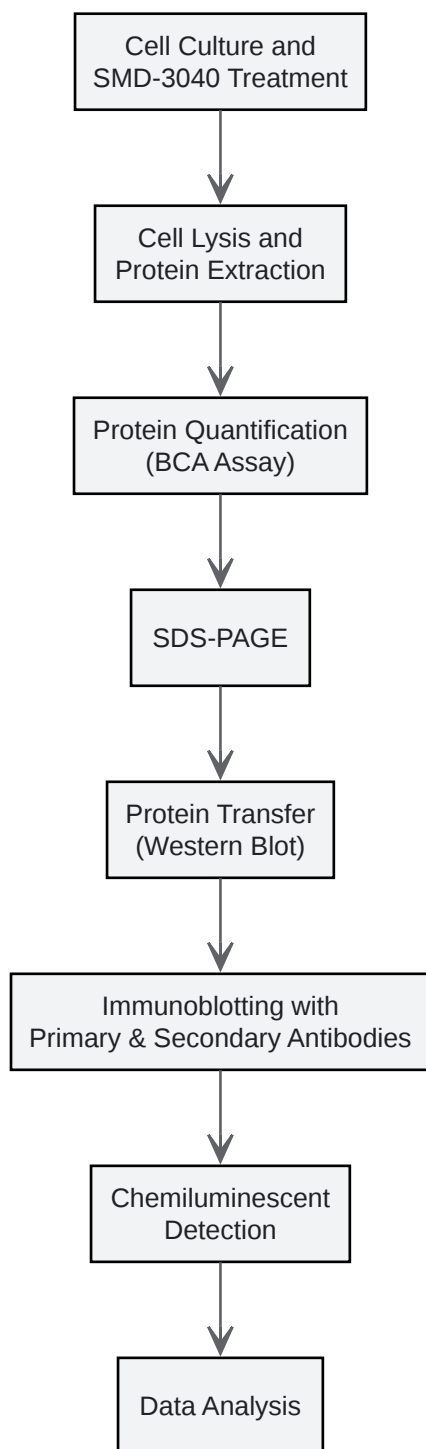 Cell Culture and
SMD-3040 Treatment
Cell Lysis and
Protein Extraction
Protein Quantification
(BCA Assay)
SDS-PAGE
Protein Transfer
(Western Blot)
Immunoblotting with
Primary & Secondary Antibodies
Chemiluminescent
Detection
Data Analysis